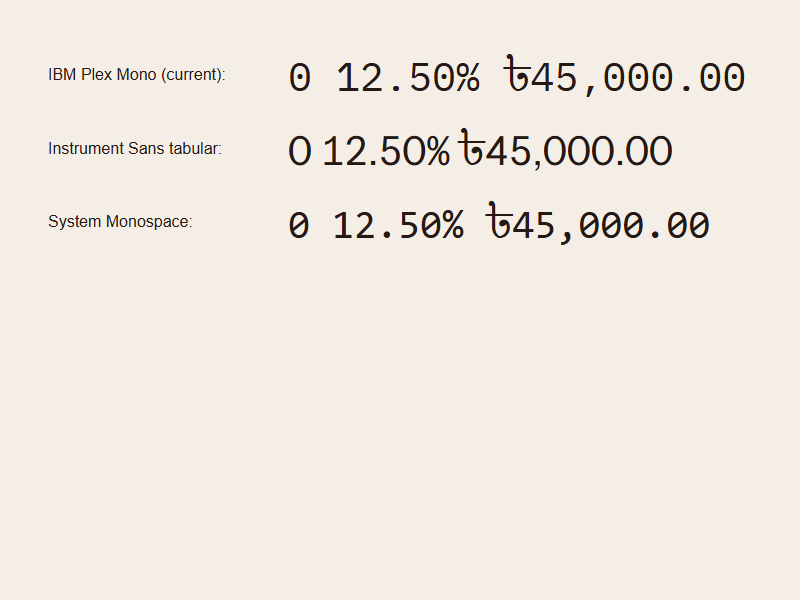 IBM Plex Mono (current): 0 12.50% ৳45,000.00
Instrument Sans tabular: 0 12.50% ৳45,000.00
System Monospace: 0 12.50% ৳45,000.00